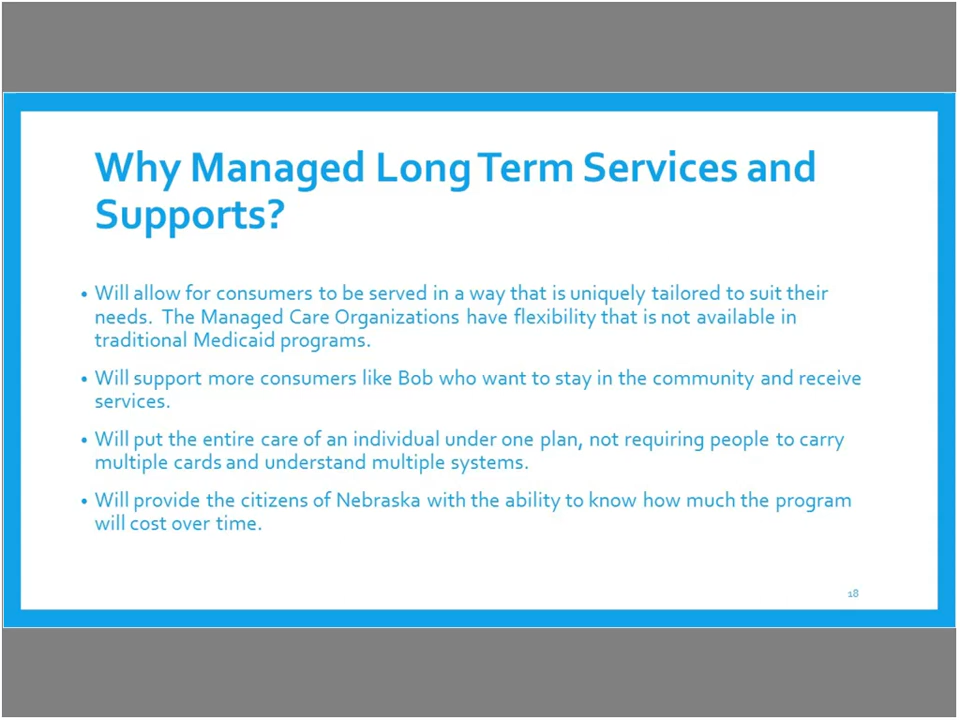 Why Managed Long Term Services and
Supports?
• Will allow for consumers to be served in a way that is uniquely tailored to suit their
needs.  The Managed Care Organizations have flexibility that is not available in
traditional Medicaid programs.
• Will support more consumers like Bob who want to stay in the community and receive
services.
• Will put the entire care of an individual under one plan, not requiring people to carry
multiple cards and understand multiple systems.
• Will provide the citizens of Nebraska with the ability to know how much the program
will cost over time.
18